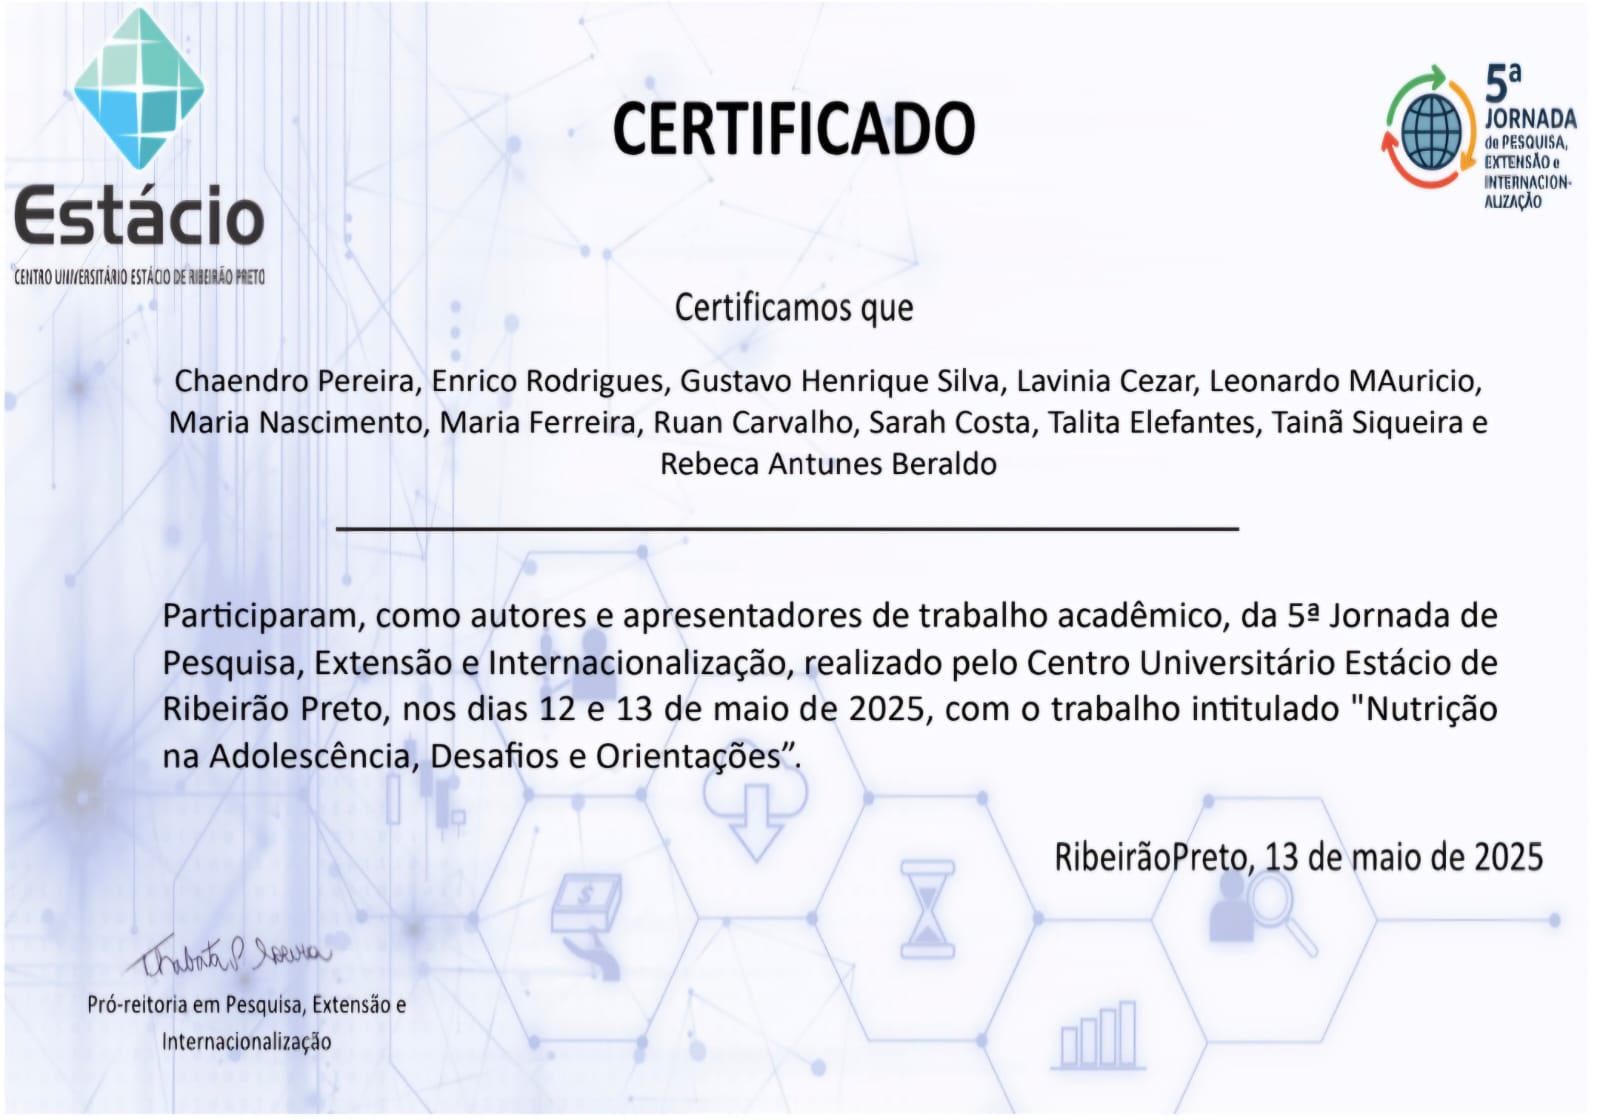 Estácio
CENTRO UNIVERSITÁRIO ESTÁCIO DE RIBEIRÃO PRETO
CERTIFICADO
5ª
JORNADA
de PESQUISA,
EXTENSÃO e
INTERNACION-
ALIZAÇÃO
Certificamos que
Chaendro Pereira, Enrico Rodrigues, Gustavo Henrique Silva, Lavinia Cezar, Leonardo MAuricio,
Maria Nascimento, Maria Ferreira, Ruan Carvalho, Sarah Costa, Talita Elefantes, Tainã Siqueira e
Rebeca Antunes Beraldo
Participaram, como autores e apresentadores de trabalho acadêmico, da 5ª Jornada de
Pesquisa, Extensão e Internacionalização, realizado pelo Centro Universitário Estácio de
Ribeirão Preto, nos dias 12 e 13 de maio de 2025, com o trabalho intitulado "Nutrição
na Adolescência, Desafios e Orientações”.
RibeirãoPreto, 13 de maio de 2025
$
Pró-reitoria em Pesquisa, Extensão e
Internacionalização